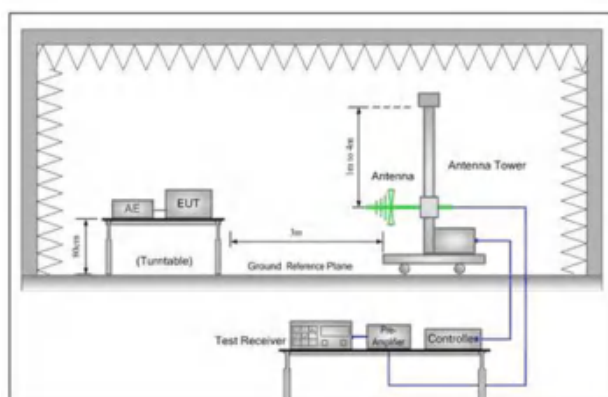 1m to 4m
Antenna
Antenna Tower
AE
EUT
80cm
3m
(Turntable)
Ground Reference Plane
Test Receiver
Pre-
Amplifier
Controller